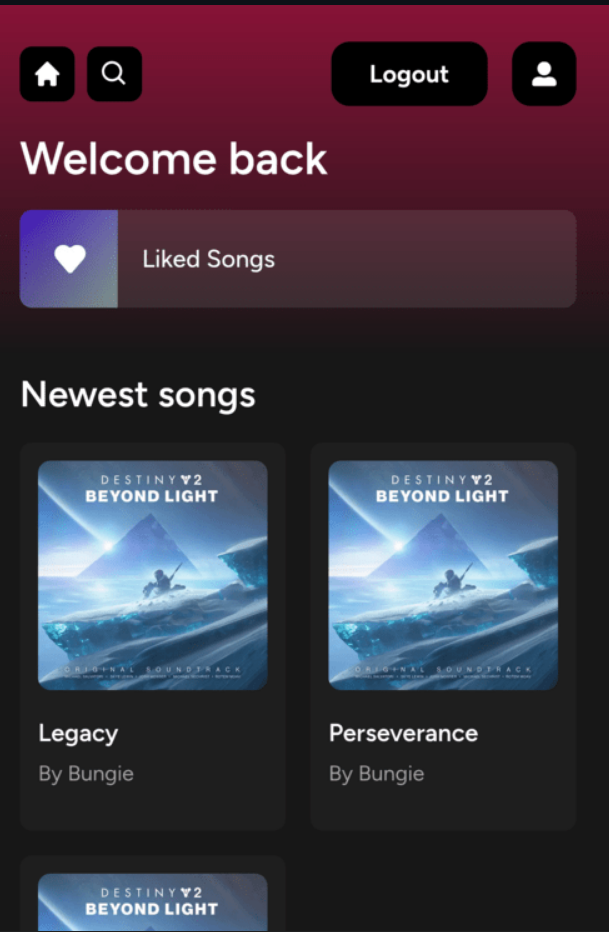 Logout
Welcome back
Liked Songs
Newest songs
DESTINY 2
BEYOND LIGHT
ORIGINAL SOUNDTRACK
DESTINY 2
BEYOND LIGHT
ORIGINAL SOUNDTRACK
Legacy
By Bungie
Perseverance
By Bungie
DESTINY 2
BEYOND LIGHT